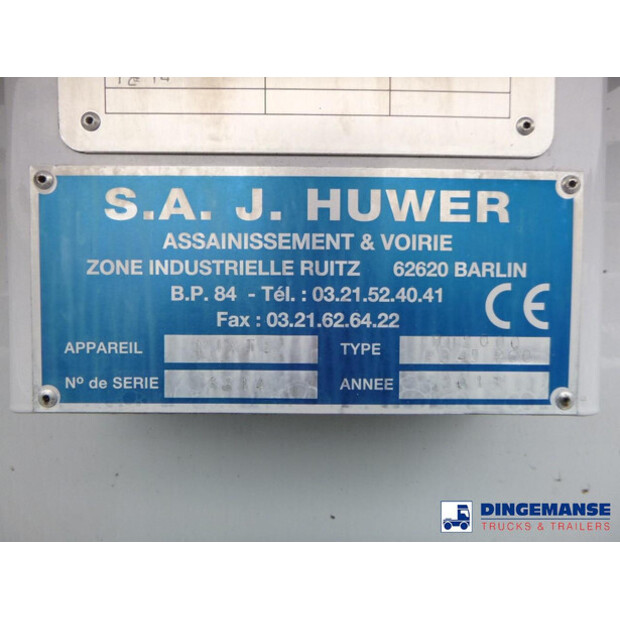 S.A. J. HUWER
ASSAINISSEMENT & VOIRIE
ZONE INDUSTRIELLE RUITZ 62620 BARLIN
B.P. 84 - Tél. : 03.21.52.40.41
Fax : 03.21.62.64.22
CE
APPAREIL TYPE
Nº de SERIE ANNEE
DINGEMANSE
TRUCKS & TRAILERS